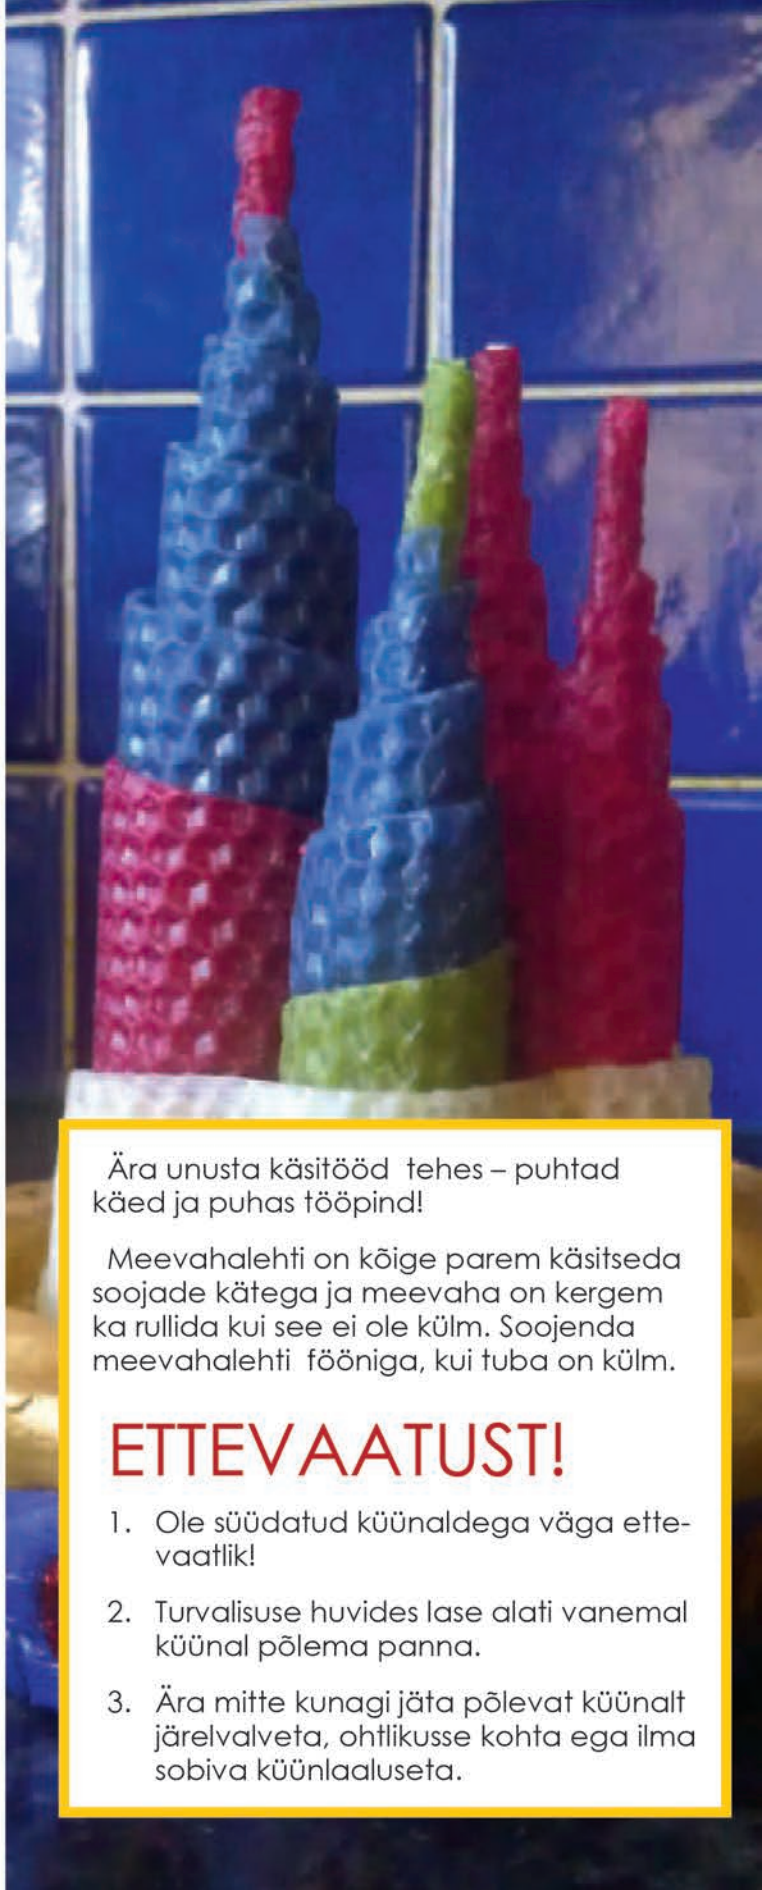 Ära unusta käsitööd tehes – puhtad
käed ja puhas tööpind!
Meevahalehti on kõige parem käsitseda
soojade kätega ja meevaha on kergem
ka rullida kui see ei ole külm. Soojenda
meevahalehti fööniga, kui tuba on külm.
ETTEVAATUST!
1. Ole süüdatud küünaldega väga ette-
vaatlik!
2. Turvalisuse huvides lase alati vanemal
küünal põlema panna.
3. Ära mitte kunagi jäta põlevat küünalt
järelvalveta, ohtlikusse kohta ega ilma
sobiva küünlaaluseta.